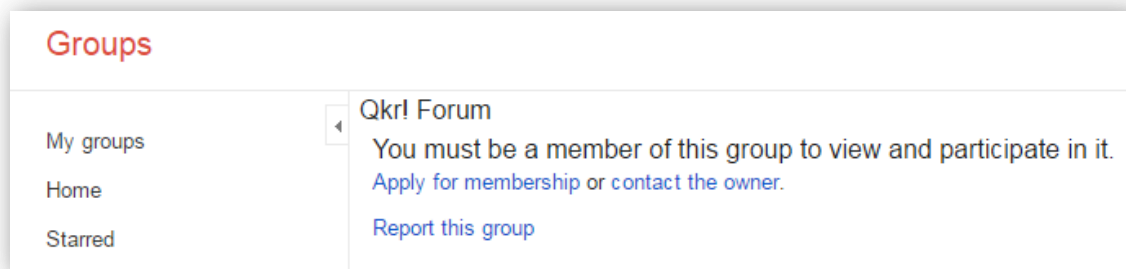 Groups
My groups
Home
Starred
Qkr! Forum
You must be a member of this group to view and participate in it.
Apply for membership or contact the owner.
Report this group